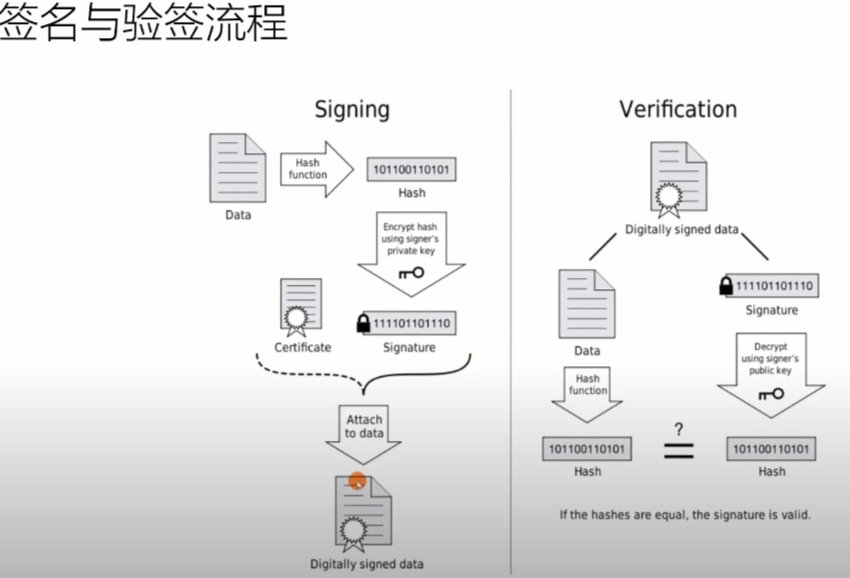 签名与验签流程
Signing
Hash
function
101100110101
Hash
Data
Encrypt hash
using signer's
private key
111101101110
Certificate
Signature
Attach
to data
Digitally signed data
Verification
Digitally signed data
111101101110
Signature
Data
Decrypt
using signer's
public key
Hash
function
?
101100110101
=
101100110101
Hash
Hash
If the hashes are equal, the signature is valid.